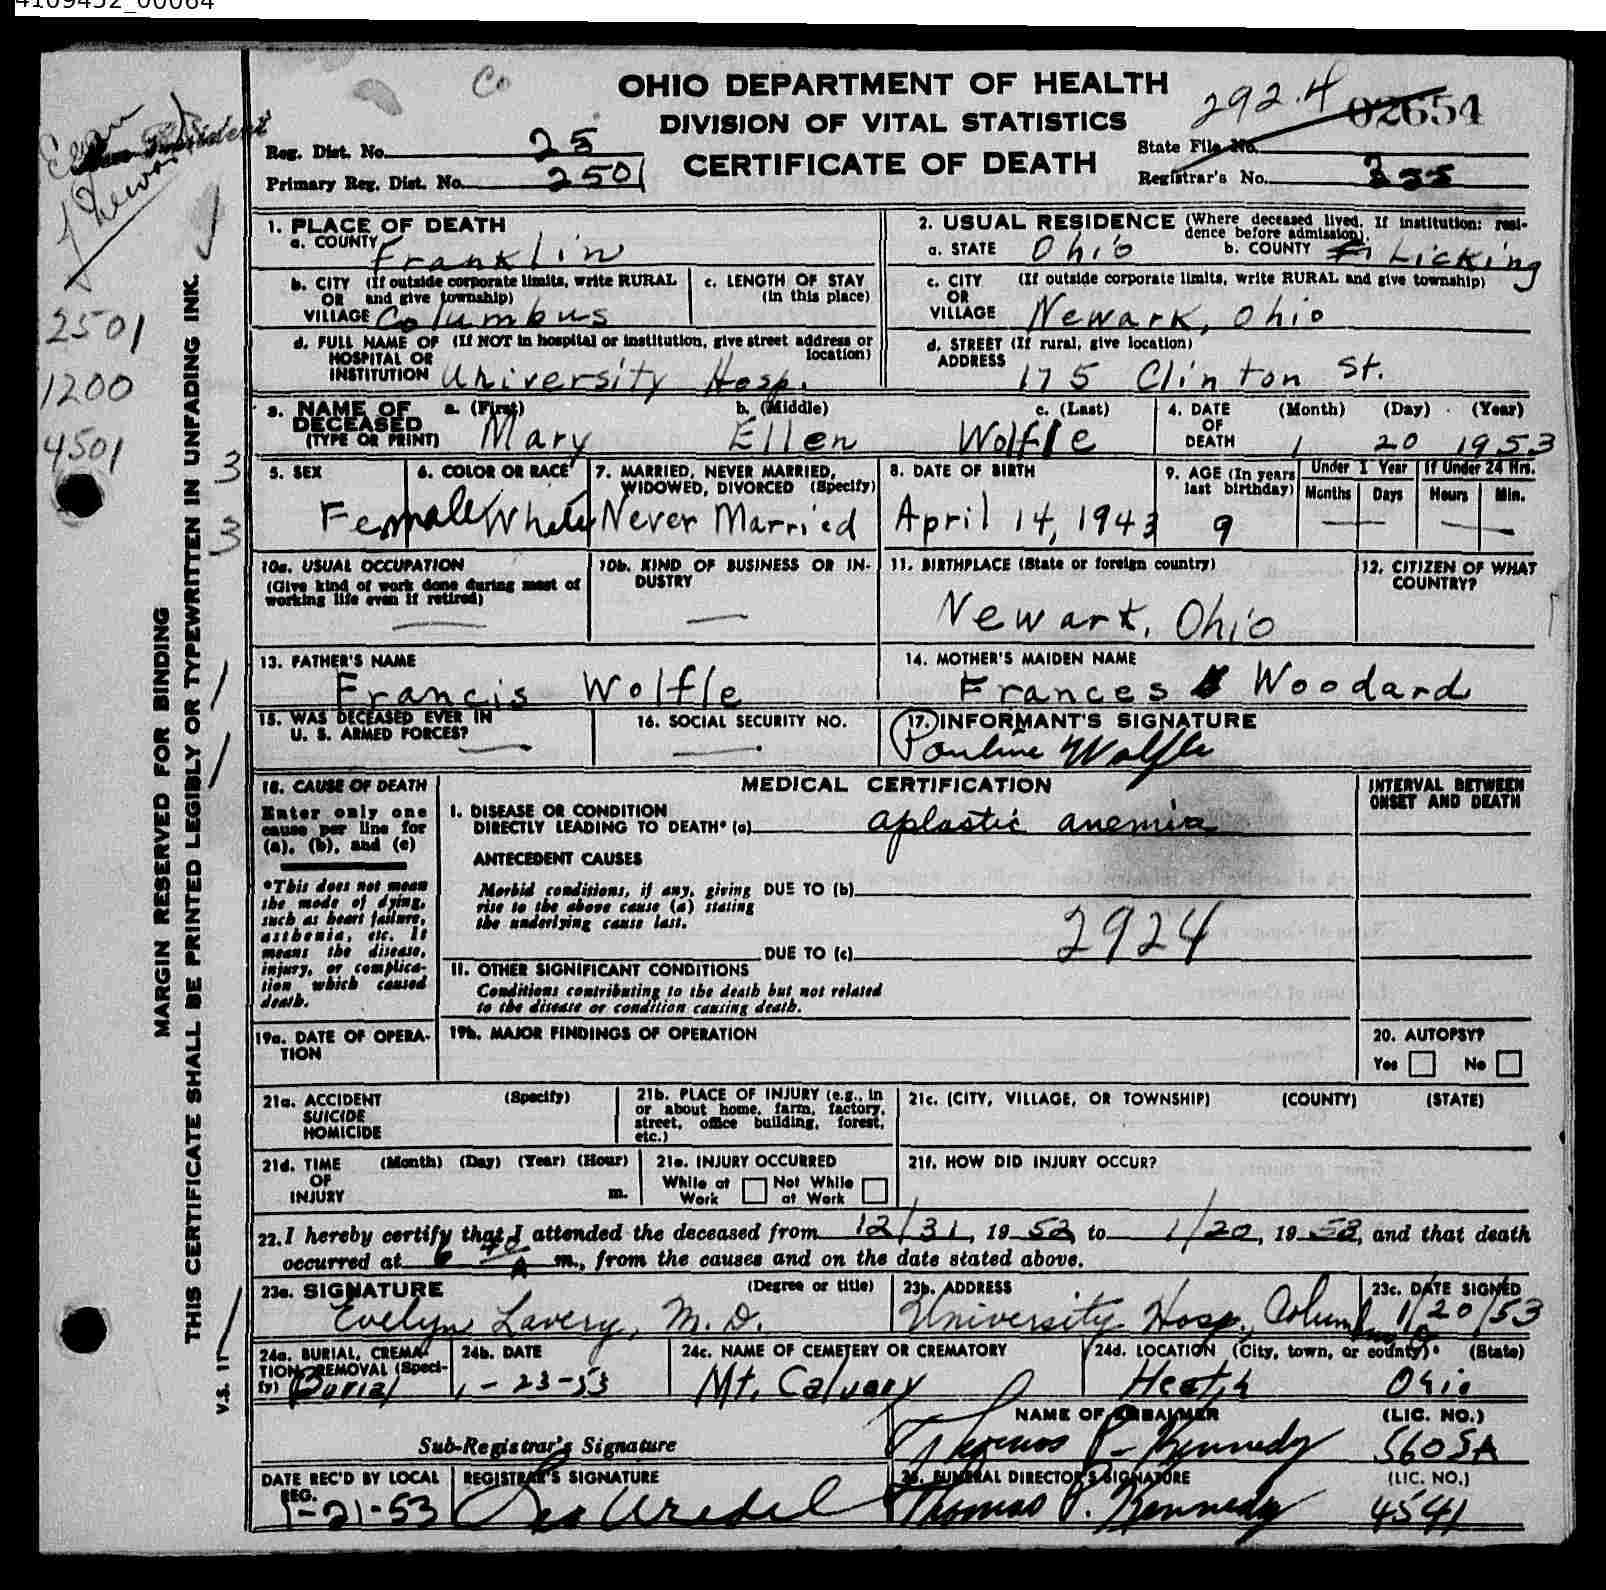 4109452_00064
Co
OHIO DEPARTMENT OF HEALTH
DIVISION OF VITAL STATISTICS
CERTIFICATE OF DEATH
292.4 02654
State File No.
Registrar's No.
Reg. Dist. No. 25
Primary Reg. Dist. No. 2501
2501
1200
4501
3
3
MARGIN RESERVED FOR BINDING
THIS CERTIFICATE SHALL BE PRINTED LEGIBLY OR TYPEWRITTEN IN UNFADING INK.
V.S. 11
1. PLACE OF DEATH
a. COUNTY Franklin
b. CITY (If outside corporate limits, write RURAL
OR and give township)
VILLAGE Columbus
c. LENGTH OF STAY
(in this place)
d. FULL NAME OF (If NOT in hospital or institution, give street address or
HOSPITAL OR location)
INSTITUTION University Hosp.
2. USUAL RESIDENCE (Where deceased lived. If institution: resi-
dence before admission).
a. STATE Ohio b. COUNTY Licking
c. CITY (If outside corporate limits, write RURAL and give township)
OR
VILLAGE Newark, Ohio
d. STREET (If rural, give location)
ADDRESS 175 Clinton St.
3. NAME OF DECEASED (TYPE OR PRINT)
a. (First) b. (Middle) c. (Last)
Mary Ellen Wolfle
4. DATE OF DEATH (Month) (Day) (Year)
1 20 1953
5. SEX
Female
6. COLOR OR RACE
White
7. MARRIED, NEVER MARRIED,
WIDOWED, DIVORCED (Specify)
Never Married
8. DATE OF BIRTH
April 14, 1943
9. AGE (In years
last birthday)
9
Under 1 Year
Months Days
If Under 24 Hrs.
Hours Min.
10a. USUAL OCCUPATION
(Give kind of work done during most of
working life even if retired)
10b. KIND OF BUSINESS OR IN-
DUSTRY
11. BIRTHPLACE (State or foreign country)
Newark, Ohio
12. CITIZEN OF WHAT
COUNTRY?
13. FATHER'S NAME
Francis Wolfle
14. MOTHER'S MAIDEN NAME
Frances Woodard
15. WAS DECEASED EVER IN
U. S. ARMED FORCES?
16. SOCIAL SECURITY NO.
17. INFORMANT'S SIGNATURE
Pauline Wolfle
18. CAUSE OF DEATH
Enter only one
cause per line for
(a), (b), and (c)
*This does not mean
the mode of dying,
such as heart failure,
asthenia, etc. It
means the disease,
injury, or complica-
tion which caused
death.
MEDICAL CERTIFICATION
I. DISEASE OR CONDITION
DIRECTLY LEADING TO DEATH* (a) aplastic anemia
ANTECEDENT CAUSES
Morbid conditions, if any, giving DUE TO (b)
rise to the above cause (a) stating
the underlying cause last.
2924
DUE TO (c)
II. OTHER SIGNIFICANT CONDITIONS
Conditions contributing to the death but not related
to the disease or condition causing death.
INTERVAL BETWEEN
ONSET AND DEATH
19a. DATE OF OPERA-
TION
19b. MAJOR FINDINGS OF OPERATION
20. AUTOPSY?
Yes No
21a. ACCIDENT (Specify)
SUICIDE
HOMICIDE
21b. PLACE OF INJURY (e.g., in
or about home, farm, factory,
street, office building, forest,
etc.)
21c. (CITY, VILLAGE, OR TOWNSHIP) (COUNTY) (STATE)
21d. TIME (Month) (Day) (Year) (Hour)
OF
INJURY m.
21e. INJURY OCCURRED
While at Work Not While at Work
21f. HOW DID INJURY OCCUR?
22. I hereby certify that I attended the deceased from 12/31, 1952 to 1/20, 1953, and that death
occurred at 6 40 A m., from the causes and on the date stated above.
23a. SIGNATURE (Degree or title)
Evelyn Lavery, M.D.
23b. ADDRESS
University Hosp., Columbus, O.
23c. DATE SIGNED
1/20/53
24a. BURIAL, CREMA-
TION, REMOVAL (Speci-
fy) Burial
24b. DATE
1-23-53
24c. NAME OF CEMETERY OR CREMATORY
Mt. Calvary
24d. LOCATION (City, town, or county) (State)
Heath Ohio
Sub-Registrar's Signature
NAME OF EMBALMER (LIC. NO.)
Thomas P. Kennedy 5605A
DATE REC'D BY LOCAL
REG.
1-21-53
REGISTRAR'S SIGNATURE
25. FUNERAL DIRECTOR'S SIGNATURE (LIC. NO.)
Thomas P. Kennedy 4541